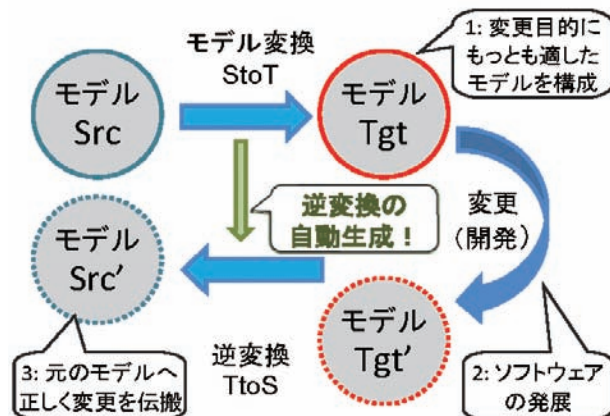 モデル変換
StoT
1: 変更目的に
もっとも適した
モデルを構成
モデル
Src
モデル
Tgt
逆変換の
自動生成！
変更
(開発)
モデル
Src’
モデル
Tgt’
逆変換
TtoS
3: 元のモデルへ
正しく変更を伝搬
2: ソフトウェア
の発展